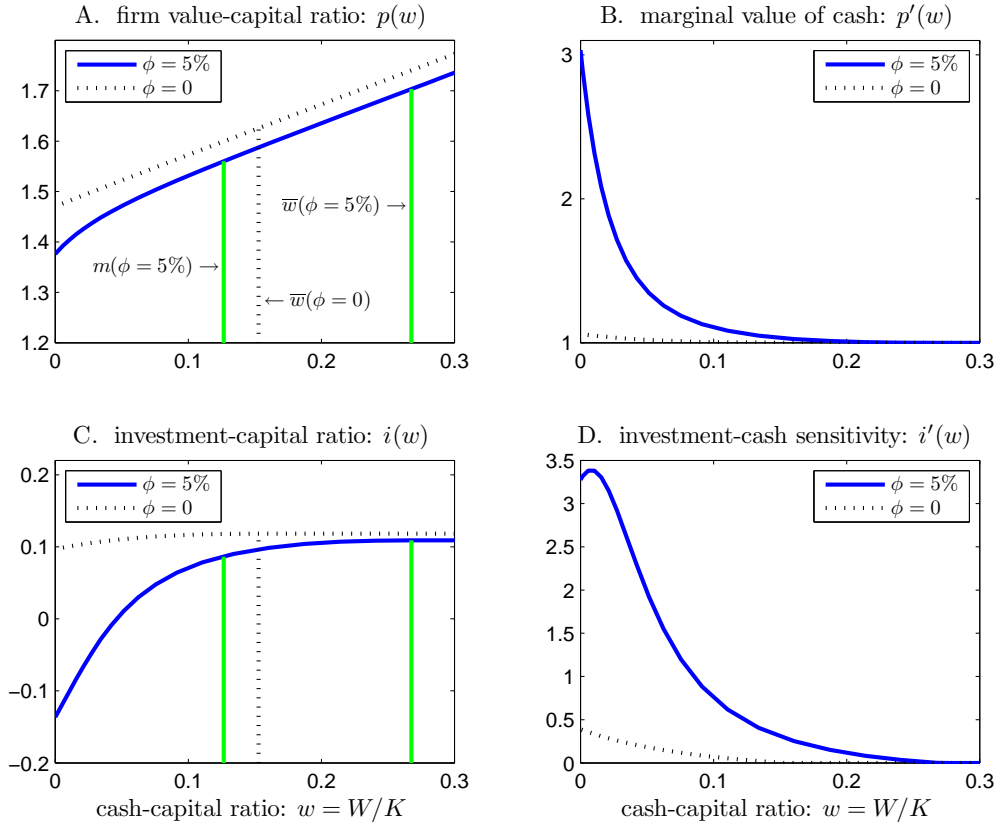 A. firm value-capital ratio: p(w)
ϕ = 5%
ϕ = 0
1.7
1.6
1.5
1.4
1.3
1.2
0
0.1
0.2
0.3
w̅(ϕ = 5%) →
m(ϕ = 5%) →
← w̅(ϕ = 0)
B. marginal value of cash: p′(w)
ϕ = 5%
ϕ = 0
3
2
1
0
0.1
0.2
0.3
C. investment-capital ratio: i(w)
ϕ = 5%
ϕ = 0
0.2
0.1
0
−0.1
−0.2
0
0.1
0.2
0.3
cash-capital ratio: w = W/K
D. investment-cash sensitivity: i′(w)
ϕ = 5%
ϕ = 0
3.5
3
2.5
2
1.5
1
0.5
0
0
0.1
0.2
0.3
cash-capital ratio: w = W/K